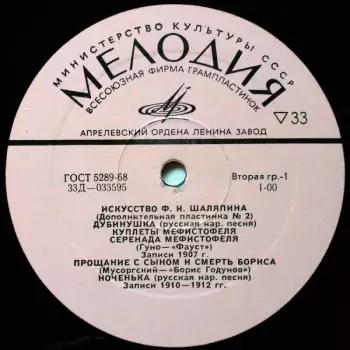 МИНИСТЕРСТВО КУЛЬТУРЫ СССР
МЕЛОДИЯ
ВСЕСОЮЗНАЯ ФИРМА ГРАМПЛАСТИНОК
АПРЕЛЕВСКИЙ ОРДЕНА ЛЕНИНА ЗАВОД
▽33
ГОСТ 5289-68 Вторая гр.-1
33Д—033595 1-00
ИСКУССТВО Ф. И. ШАЛЯПИНА
(Дополнительная пластинка № 2)
ДУБИНУШКА (русская нар. песня)
КУПЛЕТЫ МЕФИСТОФЕЛЯ
СЕРЕНАДА МЕФИСТОФЕЛЯ
(Гуно—«Фауст»)
Записи 1907 г.
ПРОЩАНИЕ С СЫНОМ И СМЕРТЬ БОРИСА
(Мусоргский—«Борис Годунов»)
НОЧЕНЬКА (русская нар. песня)
Записи 1910—1912 гг.